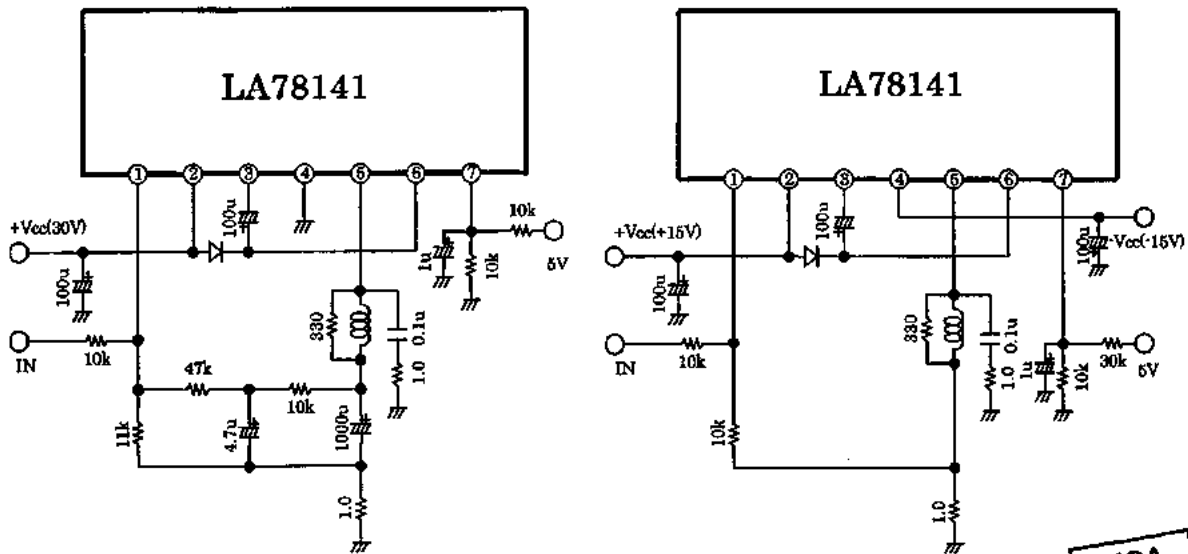 LA78141
① ② ③ ④ ⑤ ⑥ ⑦
+Vcc(30V)
100u
100u
10k
5V
1u
10k
IN
10k
330
0.1u
1.0
47k
10k
11k
4.7u
1000u
1.0
LA78141
① ② ③ ④ ⑤ ⑥ ⑦
+Vcc(+15V)
100u
100u
100u
-Vcc(-15V)
IN
10k
330
0.1u
1.0
1u
10k
30k
5V
10k
1.0